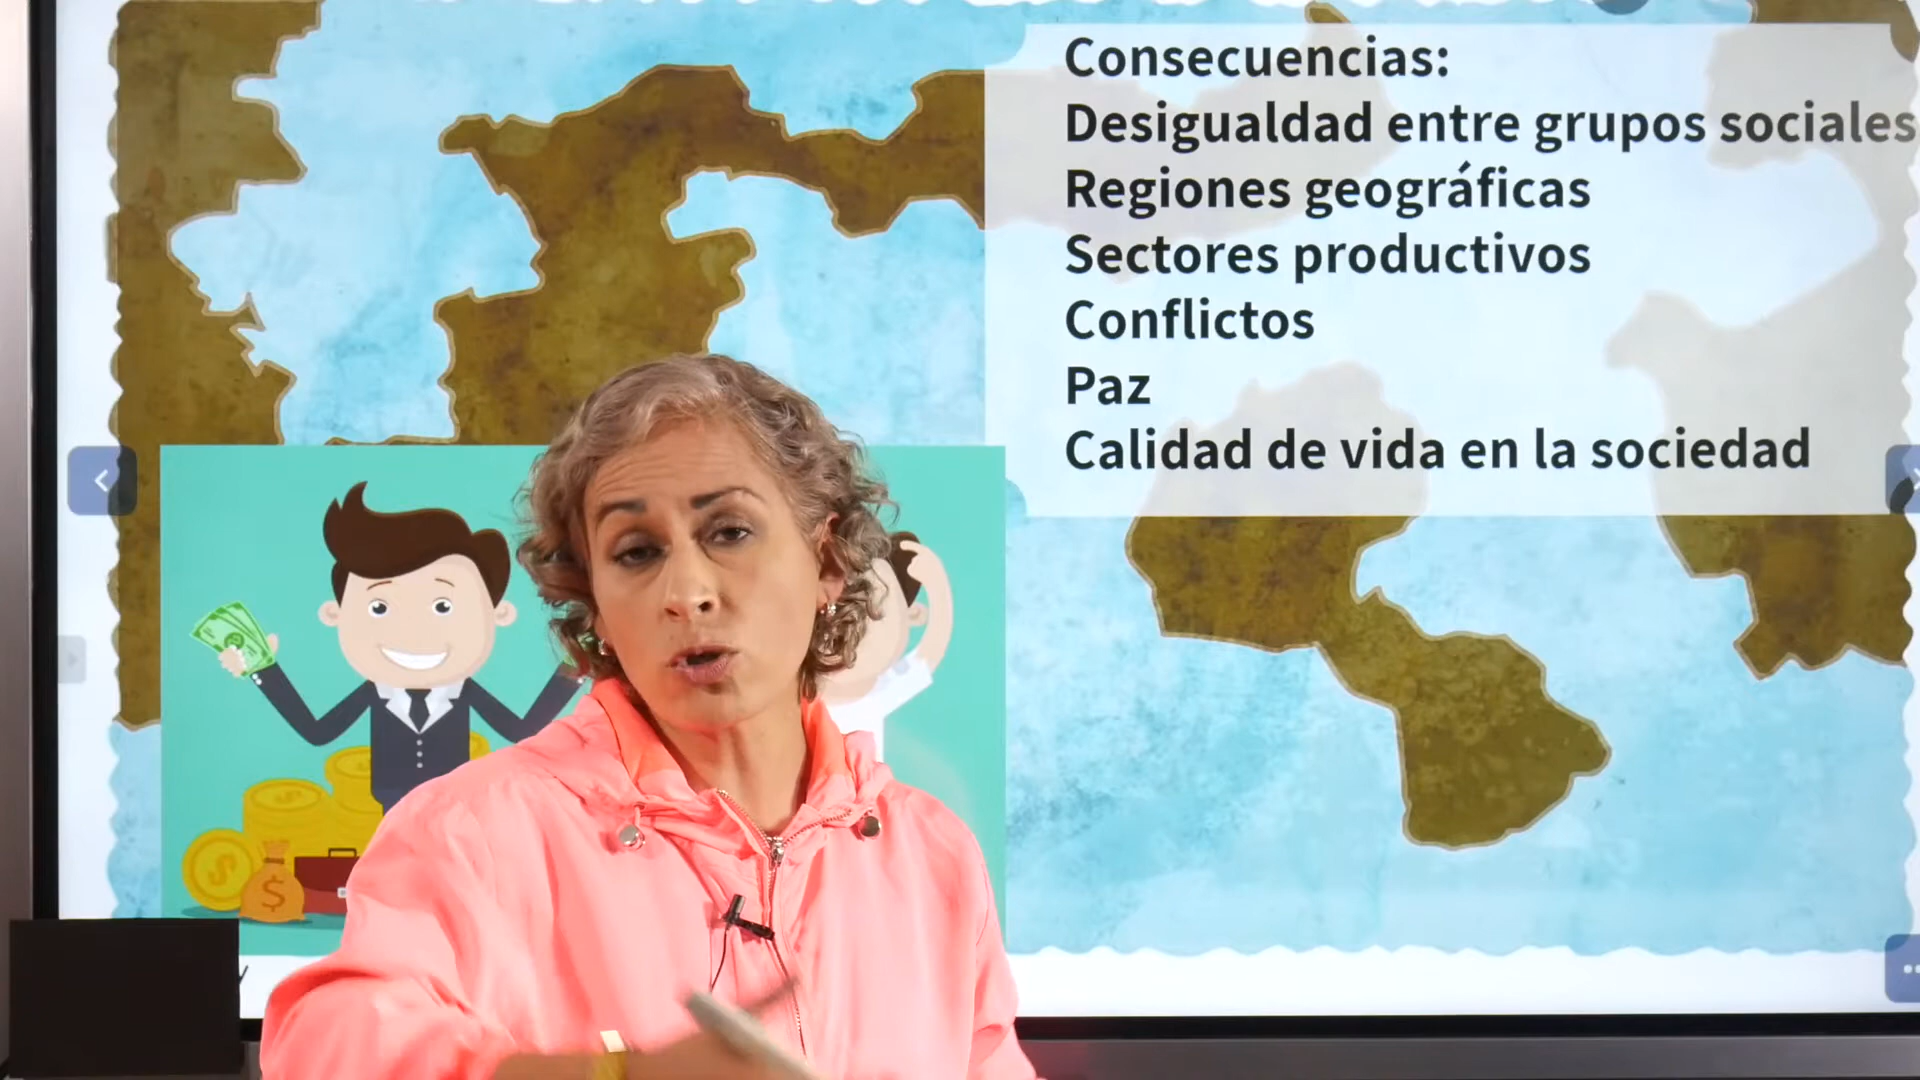 Consecuencias:
Desigualdad entre grupos sociales
Regiones geográficas
Sectores productivos
Conflictos
Paz
Calidad de vida en la sociedad